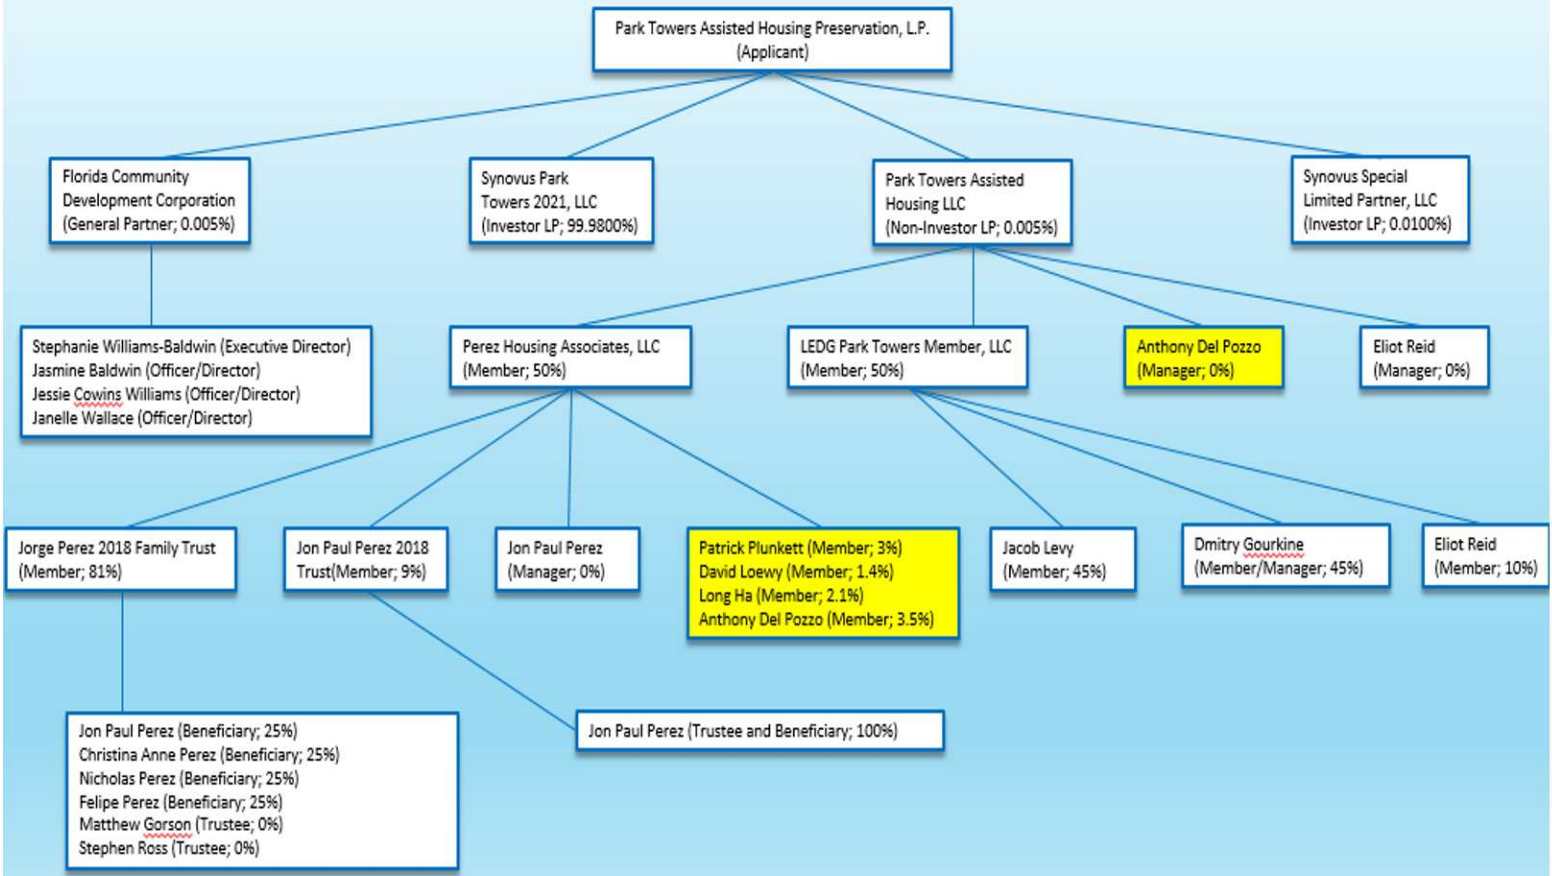 Park Towers Assisted Housing Preservation, L.P.
(Applicant)
Florida Community
Development Corporation
(General Partner; 0.005%)
Synovus Park
Towers 2021, LLC
(Investor LP; 99.9800%)
Park Towers Assisted
Housing LLC
(Non-Investor LP; 0.005%)
Synovus Special
Limited Partner, LLC
(Investor LP; 0.0100%)
Stephanie Williams-Baldwin (Executive Director)
Jasmine Baldwin (Officer/Director)
Jessie Cowins Williams (Officer/Director)
Janelle Wallace (Officer/Director)
Perez Housing Associates, LLC
(Member; 50%)
LEDG Park Towers Member, LLC
(Member; 50%)
Anthony Del Pozzo
(Manager; 0%)
Eliot Reid
(Manager; 0%)
Jorge Perez 2018 Family Trust
(Member; 81%)
Jon Paul Perez 2018
Trust(Member; 9%)
Jon Paul Perez
(Manager; 0%)
Patrick Plunkett (Member; 3%)
David Loewy (Member; 1.4%)
Long Ha (Member; 2.1%)
Anthony Del Pozzo (Member; 3.5%)
Jacob Levy
(Member; 45%)
Dmitry Gourkine
(Member/Manager; 45%)
Eliot Reid
(Member; 10%)
Jon Paul Perez (Beneficiary; 25%)
Christina Anne Perez (Beneficiary; 25%)
Nicholas Perez (Beneficiary; 25%)
Felipe Perez (Beneficiary; 25%)
Matthew Gorson (Trustee; 0%)
Stephen Ross (Trustee; 0%)
Jon Paul Perez (Trustee and Beneficiary; 100%)